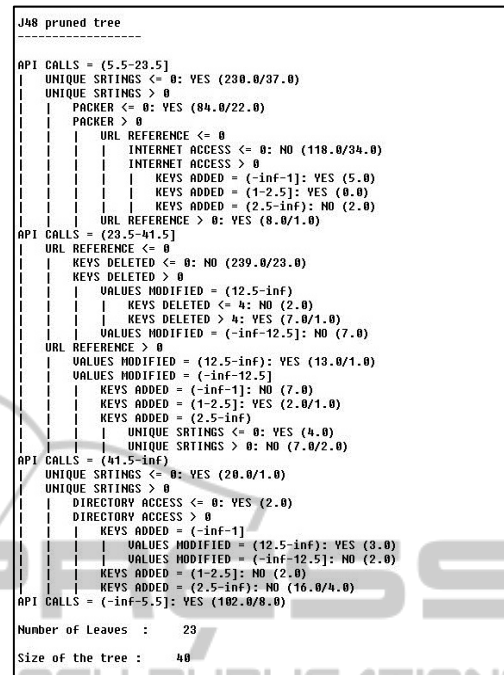 J48 pruned tree
------------------
API CALLS = (5.5-23.5]
|   UNIQUE SRTINGS <= 0: YES (230.0/37.0)
|   UNIQUE SRTINGS > 0
|   |   PACKER <= 0: YES (84.0/22.0)
|   |   PACKER > 0
|   |   |   URL REFERENCE <= 0
|   |   |   |   INTERNET ACCESS <= 0: NO (118.0/34.0)
|   |   |   |   INTERNET ACCESS > 0
|   |   |   |   |   KEYS ADDED = (-inf-1]: YES (5.0)
|   |   |   |   |   KEYS ADDED = (1-2.5]: YES (0.0)
|   |   |   |   |   KEYS ADDED = (2.5-inf): NO (2.0)
|   |   |   URL REFERENCE > 0: YES (8.0/1.0)
API CALLS = (23.5-41.5]
|   URL REFERENCE <= 0
|   |   KEYS DELETED <= 0: NO (239.0/23.0)
|   |   KEYS DELETED > 0
|   |   |   VALUES MODIFIED = (12.5-inf)
|   |   |   |   KEYS DELETED <= 4: NO (2.0)
|   |   |   |   KEYS DELETED > 4: YES (7.0/1.0)
|   |   |   VALUES MODIFIED = (-inf-12.5]: NO (7.0)
|   URL REFERENCE > 0
|   |   VALUES MODIFIED = (12.5-inf): YES (13.0/1.0)
|   |   VALUES MODIFIED = (-inf-12.5]
|   |   |   KEYS ADDED = (-inf-1]: NO (7.0)
|   |   |   KEYS ADDED = (1-2.5]: YES (2.0/1.0)
|   |   |   KEYS ADDED = (2.5-inf)
|   |   |   |   UNIQUE SRTINGS <= 0: YES (4.0)
|   |   |   |   UNIQUE SRTINGS > 0: NO (7.0/2.0)
API CALLS = (41.5-inf)
|   UNIQUE SRTINGS <= 0: YES (20.0/1.0)
|   UNIQUE SRTINGS > 0
|   |   DIRECTORY ACCESS <= 0: YES (2.0)
|   |   DIRECTORY ACCESS > 0
|   |   |   KEYS ADDED = (-inf-1]
|   |   |   |   VALUES MODIFIED = (12.5-inf): YES (3.0)
|   |   |   |   VALUES MODIFIED = (-inf-12.5]: NO (2.0)
|   |   |   KEYS ADDED = (1-2.5]: NO (2.0)
|   |   |   KEYS ADDED = (2.5-inf): NO (16.0/4.0)
API CALLS = (-inf-5.5]: YES (102.0/8.0)
Number of Leaves  :     23
Size of the tree :      40